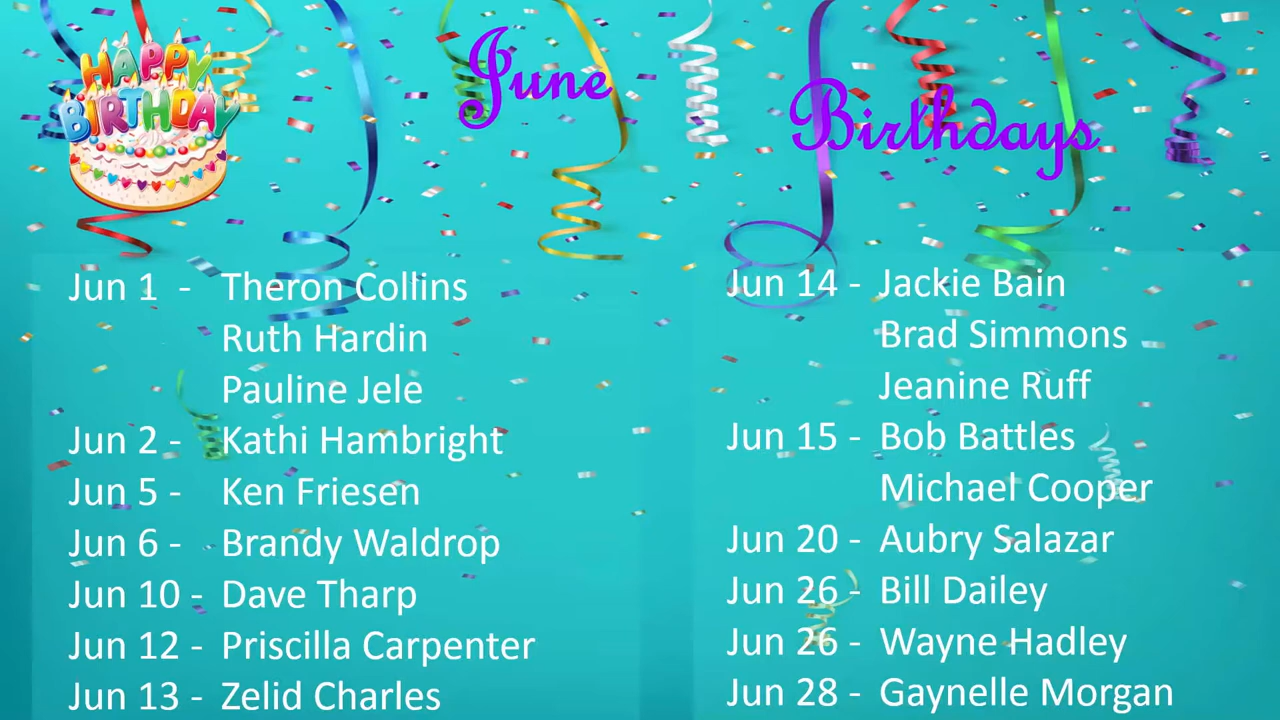 HAPPY
BIRTHDAY
June
Birthdays
Jun 1 - Theron Collins
Ruth Hardin
Pauline Jele
Jun 2 - Kathi Hambright
Jun 5 - Ken Friesen
Jun 6 - Brandy Waldrop
Jun 10 - Dave Tharp
Jun 12 - Priscilla Carpenter
Jun 13 - Zelid Charles
Jun 14 - Jackie Bain
Brad Simmons
Jeanine Ruff
Jun 15 - Bob Battles
Michael Cooper
Jun 20 - Aubry Salazar
Jun 26 - Bill Dailey
Jun 26 - Wayne Hadley
Jun 28 - Gaynelle Morgan